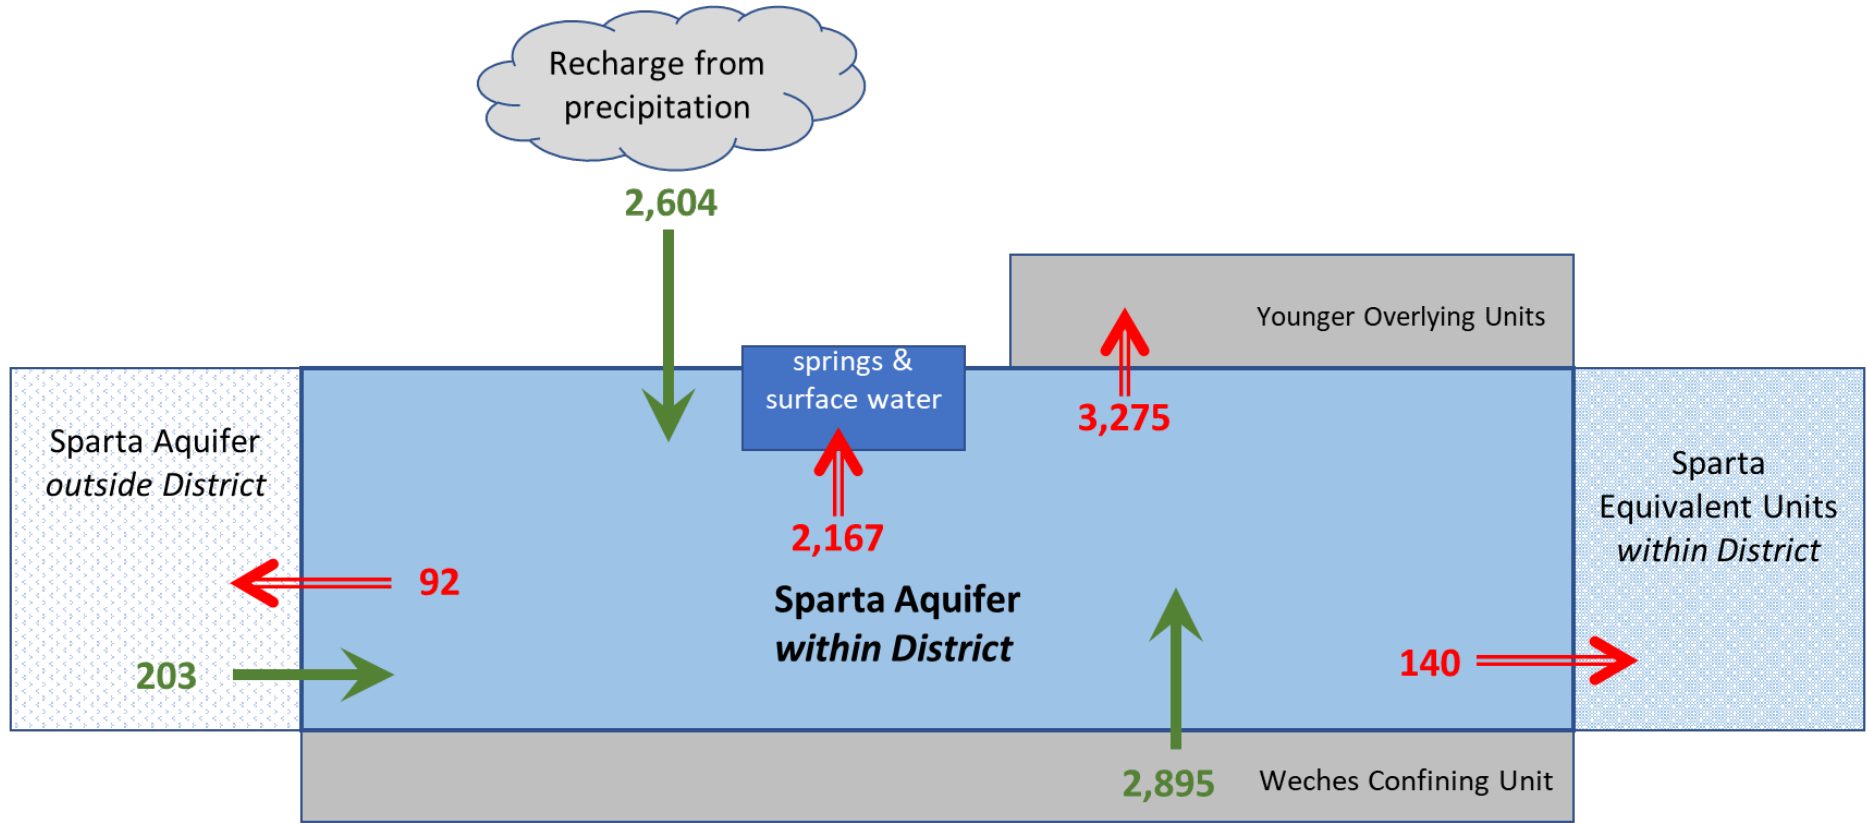 Recharge from
precipitation
2,604
Younger Overlying Units
springs &
surface water
3,275
Sparta Aquifer
outside District
Sparta
Equivalent Units
within District
2,167
92
Sparta Aquifer
within District
203
140
2,895
Weches Confining Unit